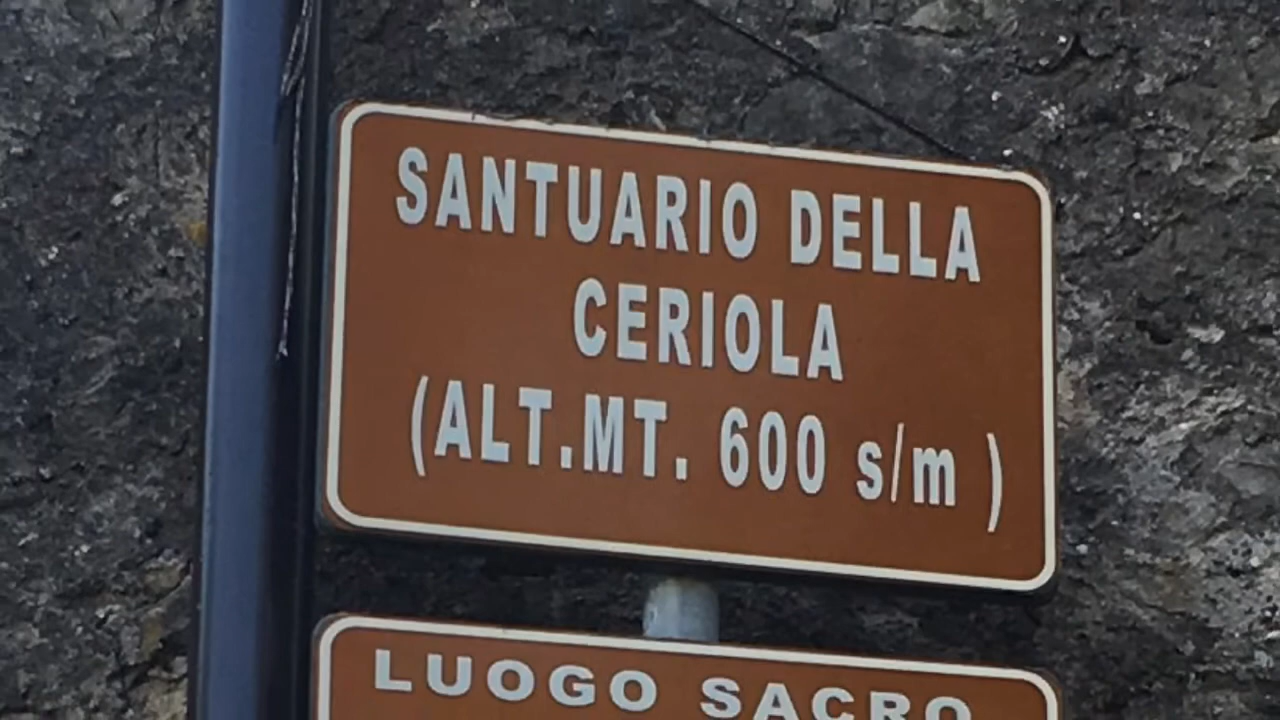 SANTUARIO DELLA
CERIOLA
(ALT.MT. 600 s/m )
LUOGO SACRO